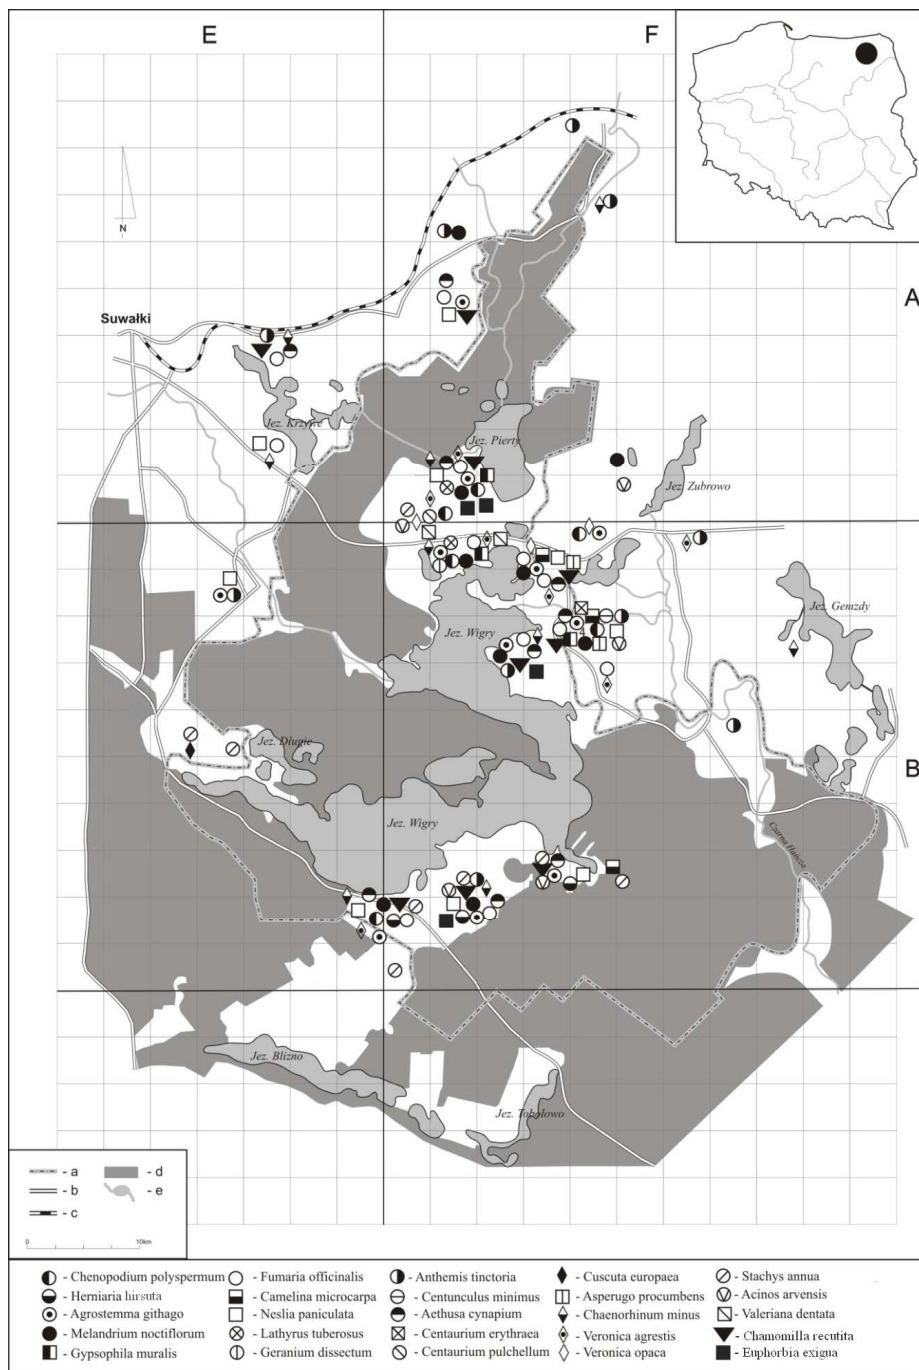 E F
N
A
Suwałki
Jez. Krzywe
Jez. Pierty
Jez. Zubrowo
Jez. Gemzdy
Jez. Wigry
4
Jez. Dlugie
B
Jez. Wigry
Czarna Hańcza
Jez. Blizno
Jez. Tobolowo
- a - d
- b - e
- c
0 10km
- Chenopodium polyspermum - Fumaria officinalis - Anthemis tinctoria - Cuscuta europaea - Stachys annua
- Herniaria hirsuta - Camelina microcarpa - Centunculus minimus - Asperugo procumbens - Acinos arvensis
- Agrostemma githago - Neslia paniculata - Aethusa cynapium - Chaenorhinum minus - Valeriana dentata
- Melandrium noctiflorum - Lathyrus tuberosus - Centaurium erythraea - Veronica agrestis - Chamomilla recutita
- Gypsophila muralis - Geranium dissectum - Centaurium pulchellum - Veronica opaca - Euphorbia exigua